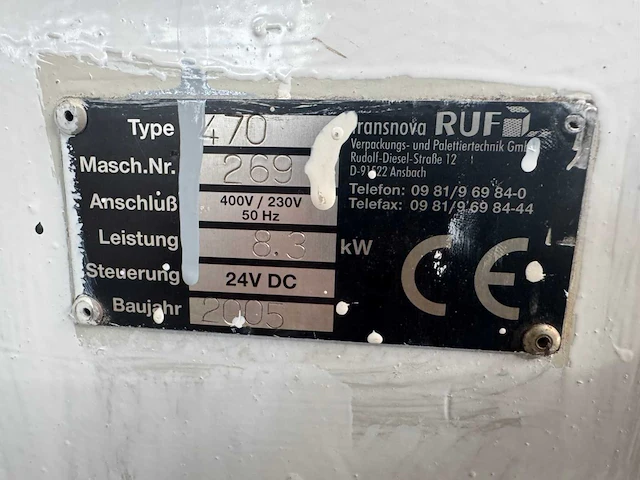 Type 470
Masch.Nr. 269
Anschluß 400V / 230V
50 Hz
Leistung 8.3 kW
Steuerung 24V DC
Baujahr 2005
Transnova RUF
Verpackungs- und Palettiertechnik GmbH
Rudolf-Diesel-Straße 12
D-91522 Ansbach
Telefon: 09 81/9 69 84-0
Telefax: 09 81/9 69 84-44
CE